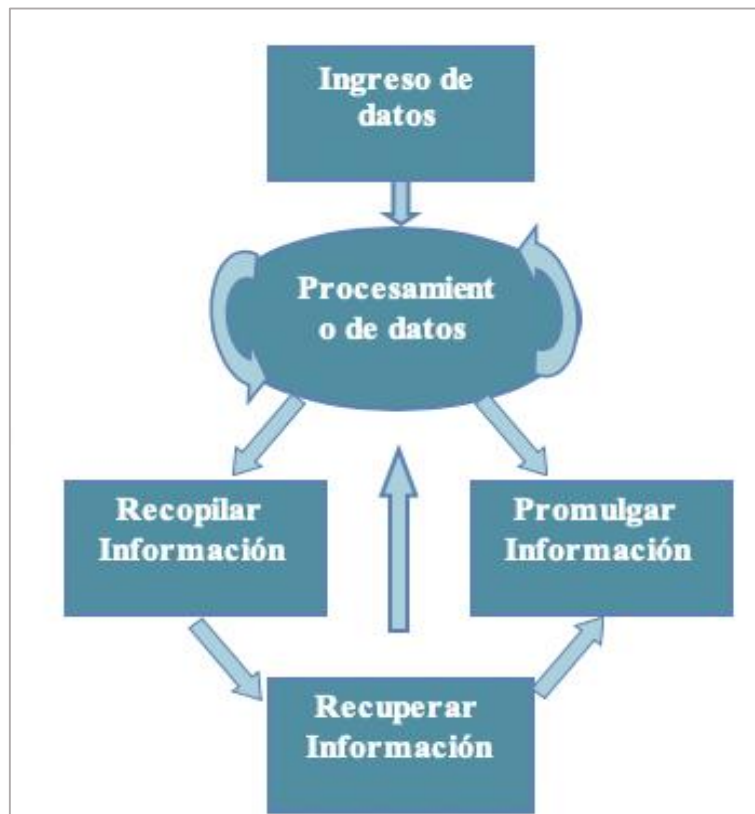 Ingreso de
datos
Procesamient
o de datos
Recopilar
Información
Promulgar
Información
Recuperar
Información